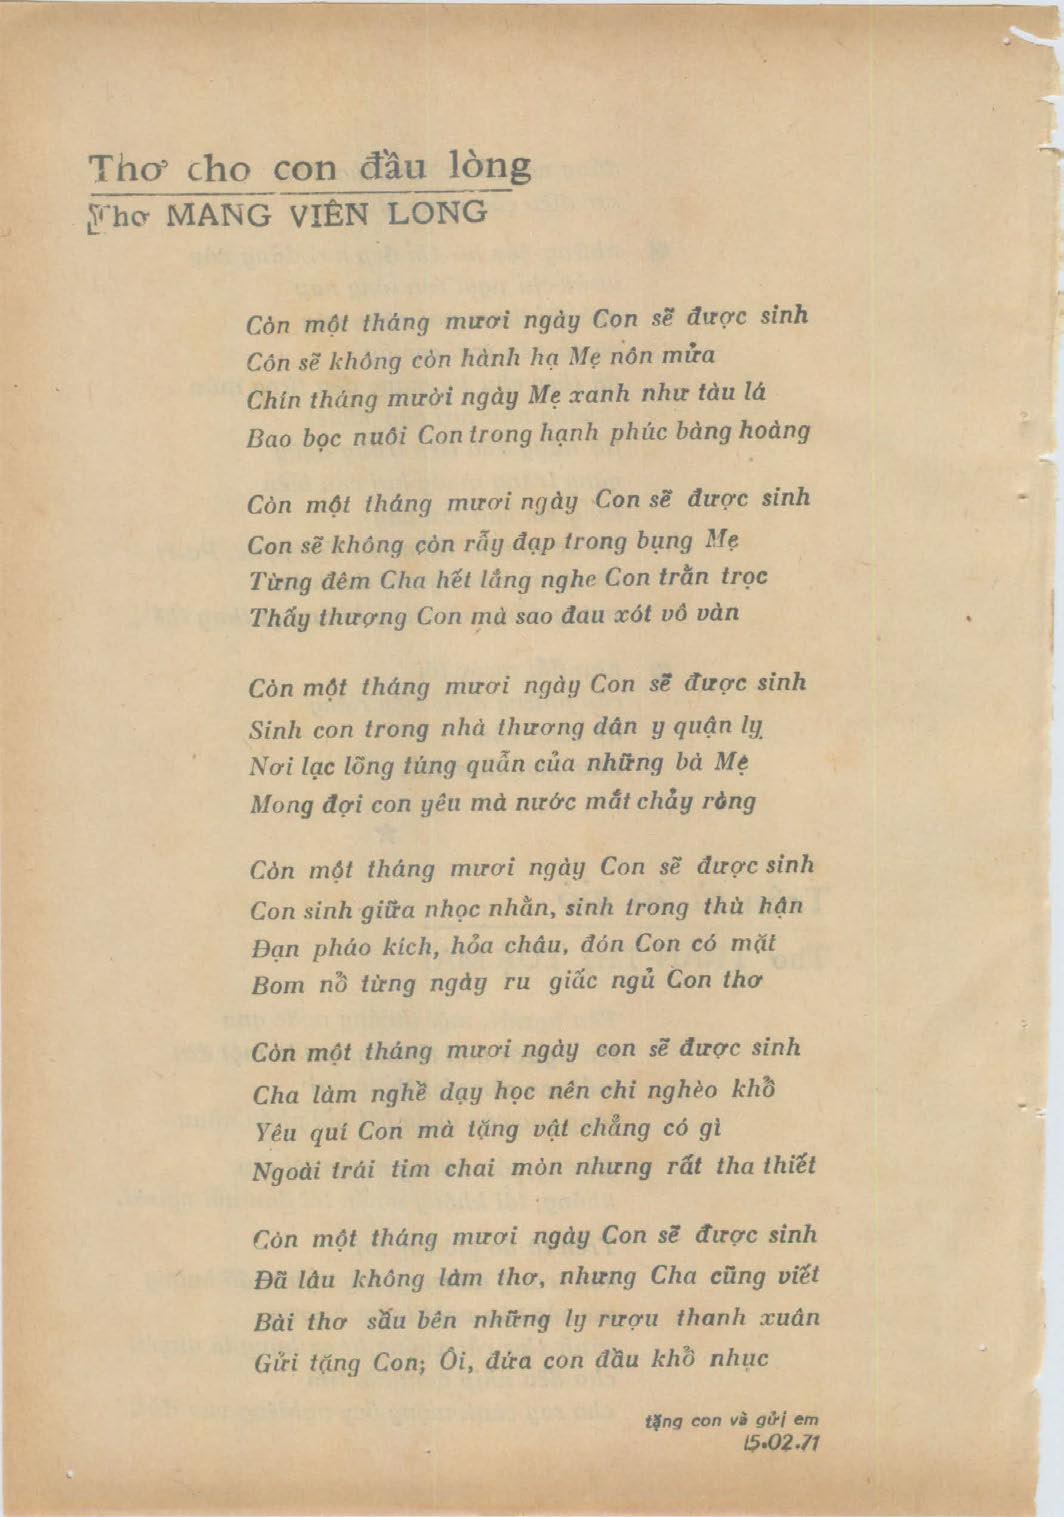 Thơ cho con đầu lòng
Thơ MANG VIÊN LONG
Còn một tháng mươi ngày Con sẽ được sinh
Côn sẽ không còn hành hạ Mẹ nôn mửa
Chín tháng mười ngày Mẹ xanh như tàu lá
Bao bọc nuôi Con trong hạnh phúc bàng hoàng
Còn một tháng mươi ngày Con sẽ được sinh
Con sẽ không còn rẫy đạp trong bụng Mẹ
Từng đêm Cha hết lắng nghe Con trằn trọc
Thấy thượng Con mà sao đau xót vô vàn
Còn một tháng mươi ngày Con sẽ được sinh
Sinh con trong nhà thương dân y quận lỵ
Nơi lạc lõng túng quẫn của những bà Mẹ
Mong đợi con yêu mà nước mắt chảy ròng
Còn một tháng mươi ngày Con sẽ được sinh
Con sinh giữa nhọc nhằn, sinh trong thù hận
Đạn pháo kích, hỏa châu, đón Con có mặt
Bom nổ từng ngày ru giấc ngủ Con thơ
Còn một tháng mươi ngày con sẽ được sinh
Cha làm nghề dạy học nên chi nghèo khổ
Yêu quí Con mà tặng vật chẳng có gì
Ngoài trái tim chai mòn nhưng rất tha thiết
Còn một tháng mươi ngày Con sẽ được sinh
Đã lâu không làm thơ, nhưng Cha cũng viết
Bài thơ sầu bên những ly rượu thanh xuân
Gửi tặng Con; Ôi, đứa con đầu khổ nhục
tặng con và gửi em
15.02.71